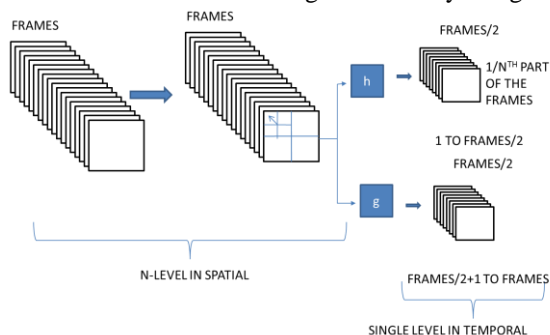 FRAMES
FRAMES
FRAMES/2
h
1/NTH PART
OF THE
FRAMES
1 TO FRAMES/2
FRAMES/2
g
N-LEVEL IN SPATIAL
FRAMES/2+1 TO FRAMES
SINGLE LEVEL IN TEMPORAL